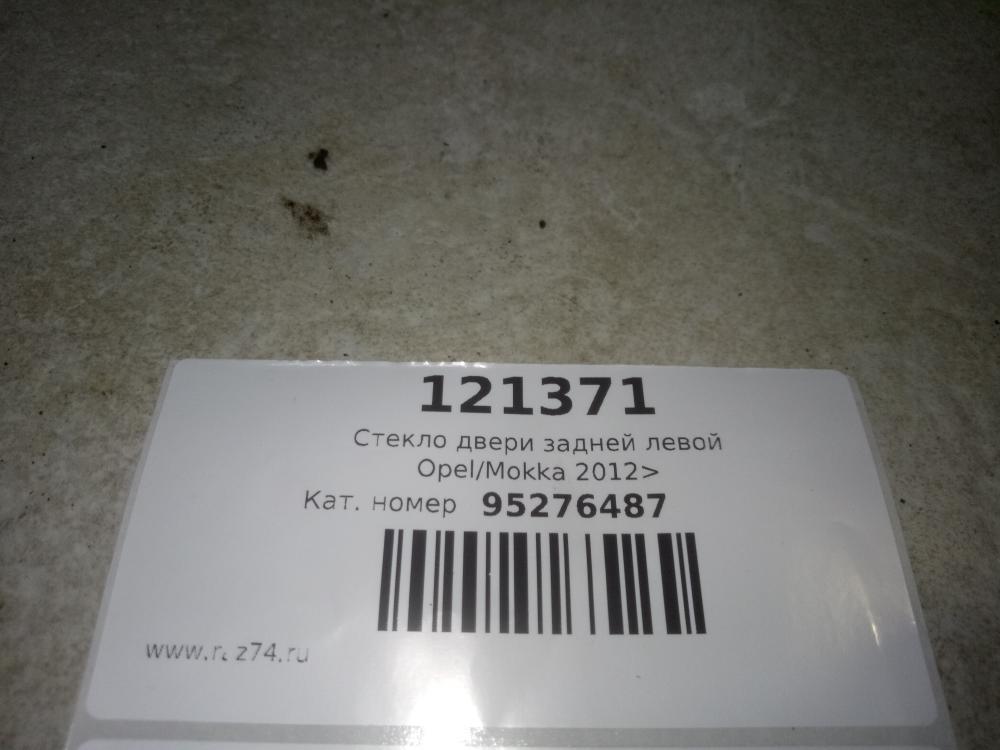 121371
Стекло двери задней левой
Opel/Mokka 2012>
Кат. номер 95276487